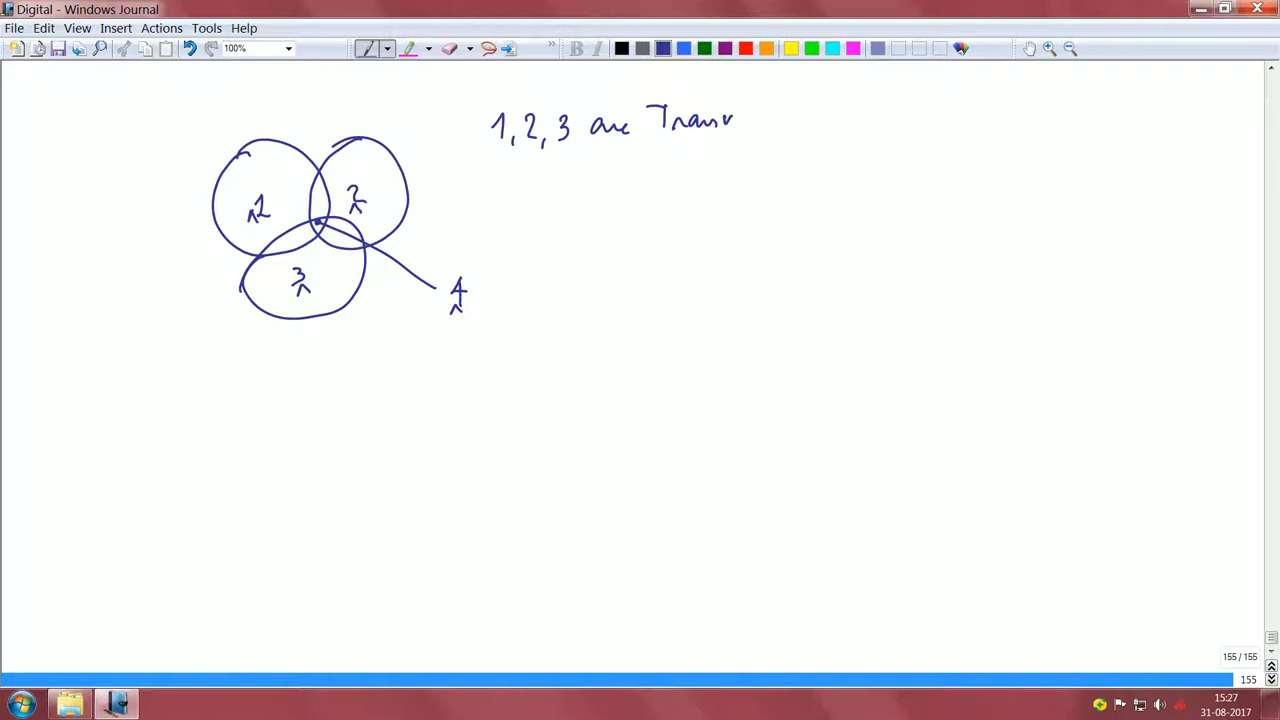 Digital - Windows Journal
File Edit View Insert Actions Tools Help
100%
1, 2, 3 are Trans
1
2
3
4
155 / 155
155
15:27
31-08-2017